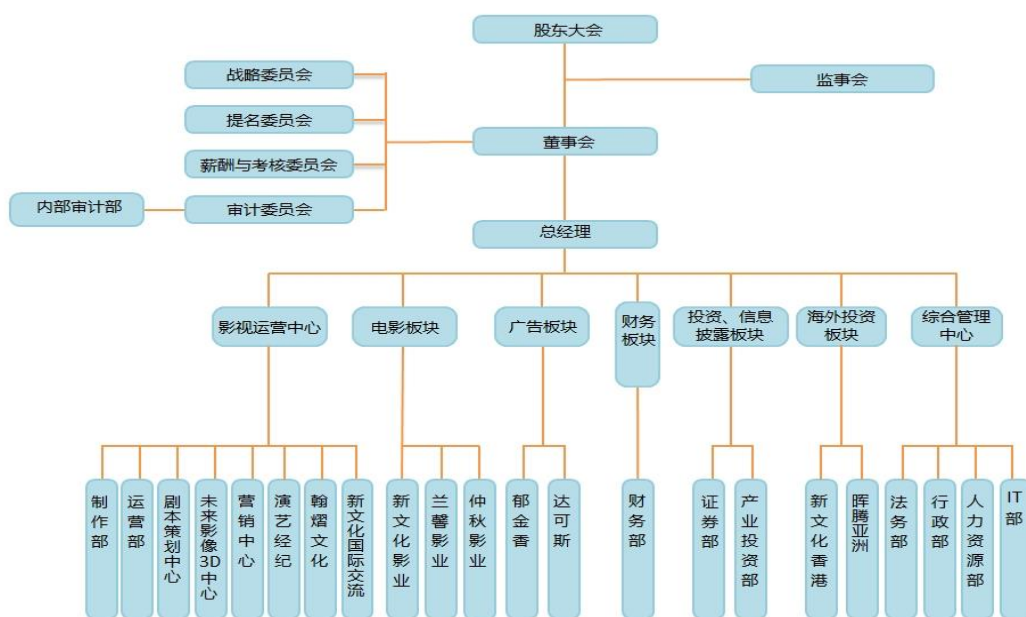 股东大会
战略委员会
监事会
提名委员会
董事会
薪酬与考核委员会
内部审计部
审计委员会
总经理
影视运营中心
电影板块
广告板块
财务
板块
投资、信息
披露板块
海外投资
板块
综合管理
中心
制作部
运营部
剧本策划中心
未来影像3D中心
营销中心
演艺经纪
翰熠文化
新文化国际交流
新文化影业
兰馨影业
仲秋影业
郁金香
达可斯
财务部
证券部
产业投资部
新文化香港
晖腾亚洲
法务部
行政部
人力资源部
IT部